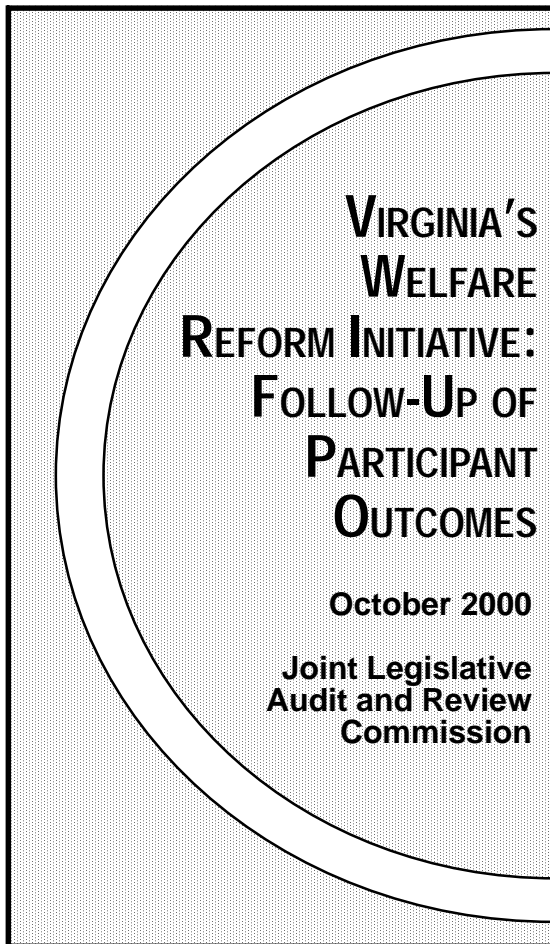 VIRGINIA'S
WELFARE
REFORM INITIATIVE:
FOLLOW-UP OF
PARTICIPANT
OUTCOMES
October 2000
Joint Legislative
Audit and Review
Commission